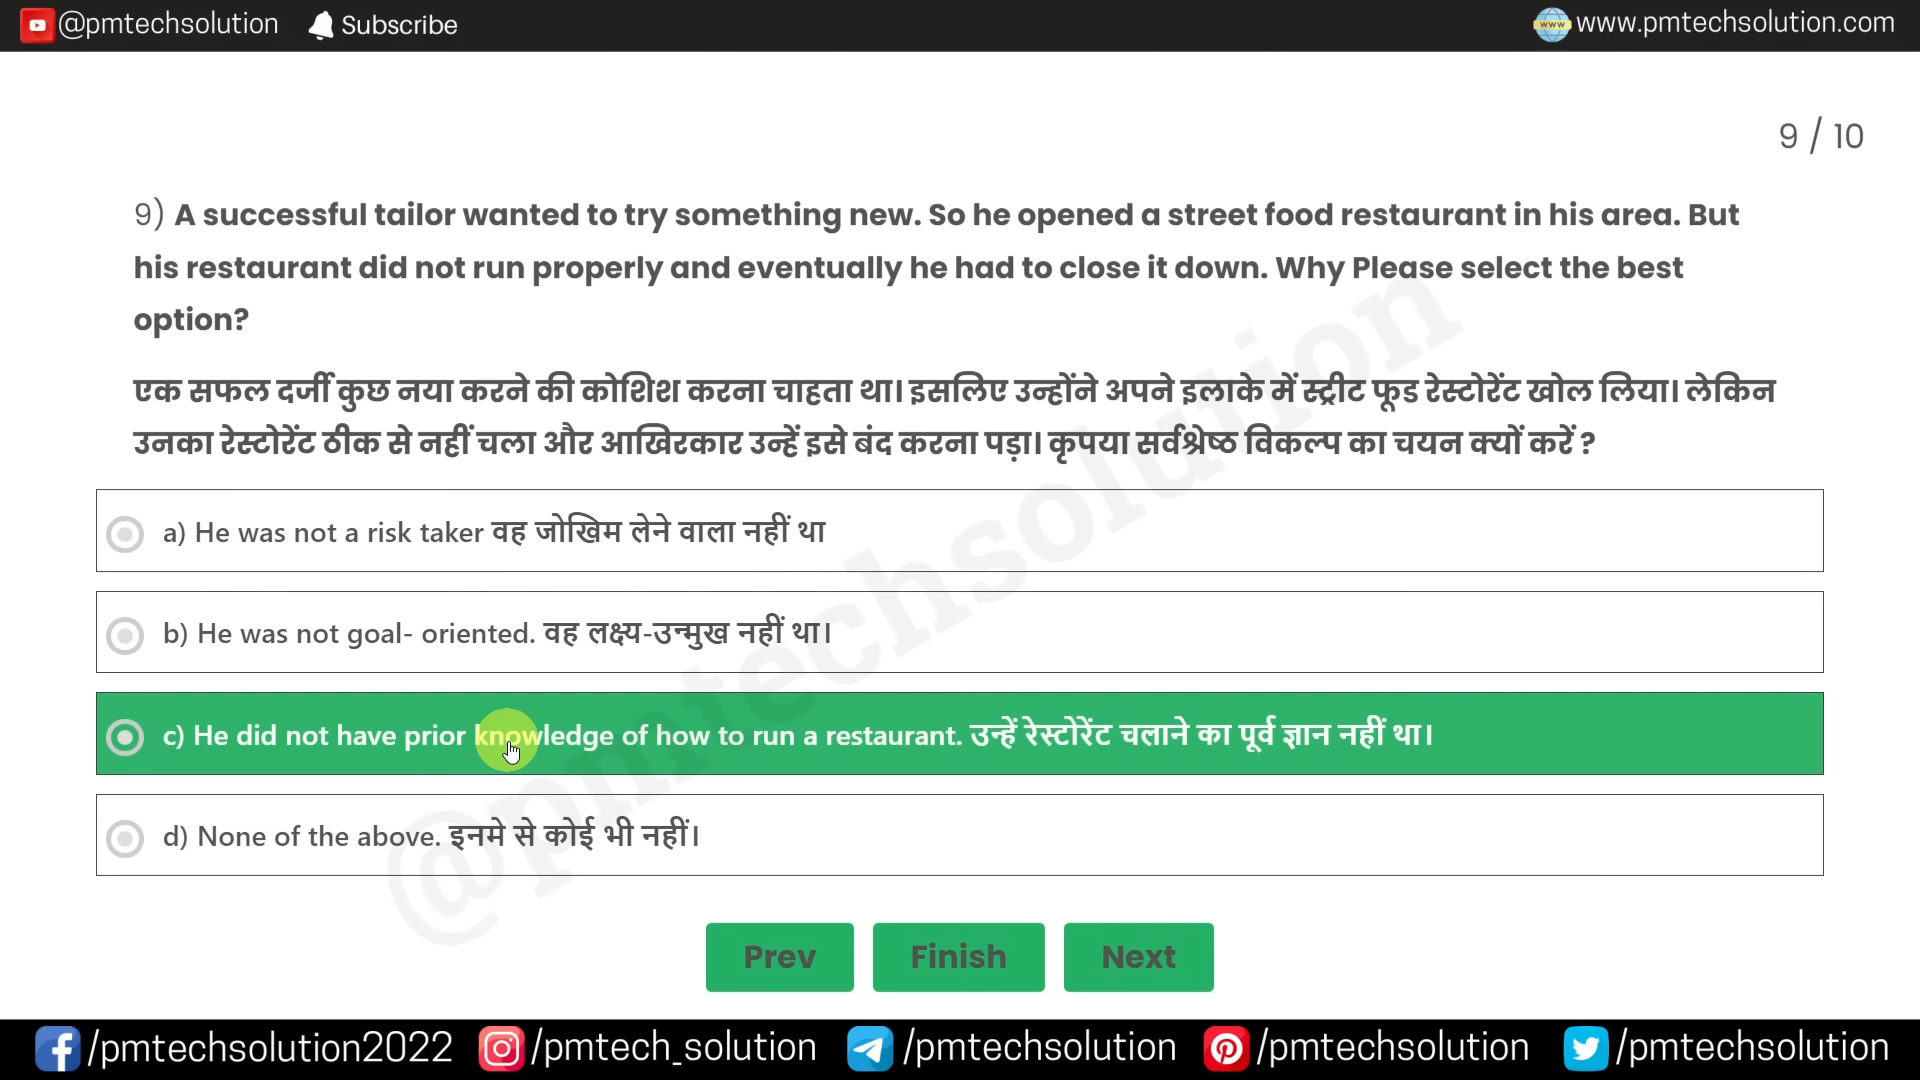 @pmtechsolution Subscribe www.pmtechsolution.com
9 / 10
9) A successful tailor wanted to try something new. So he opened a street food restaurant in his area. But
his restaurant did not run properly and eventually he had to close it down. Why Please select the best
option?
एक सफल दर्जी कुछ नया करने की कोशिश करना चाहता था। इसलिए उन्होंने अपने इलाके में स्ट्रीट फूड रेस्टोरेंट खोल लिया। लेकिन
उनका रेस्टोरेंट ठीक से नहीं चला और आखिरकार उन्हें इसे बंद करना पड़ा। कृपया सर्वश्रेष्ठ विकल्प का चयन क्यों करें ?
a) He was not a risk taker वह जोखिम लेने वाला नहीं था
b) He was not goal- oriented. वह लक्ष्य-उन्मुख नहीं था।
c) He did not have prior knowledge of how to run a restaurant. उन्हें रेस्टोरेंट चलाने का पूर्व ज्ञान नहीं था।
d) None of the above. इनमे से कोई भी नहीं।
@pmtechsolution
Prev Finish Next
/pmtechsolution2022 /pmtech_solution /pmtechsolution /pmtechsolution /pmtechsolution